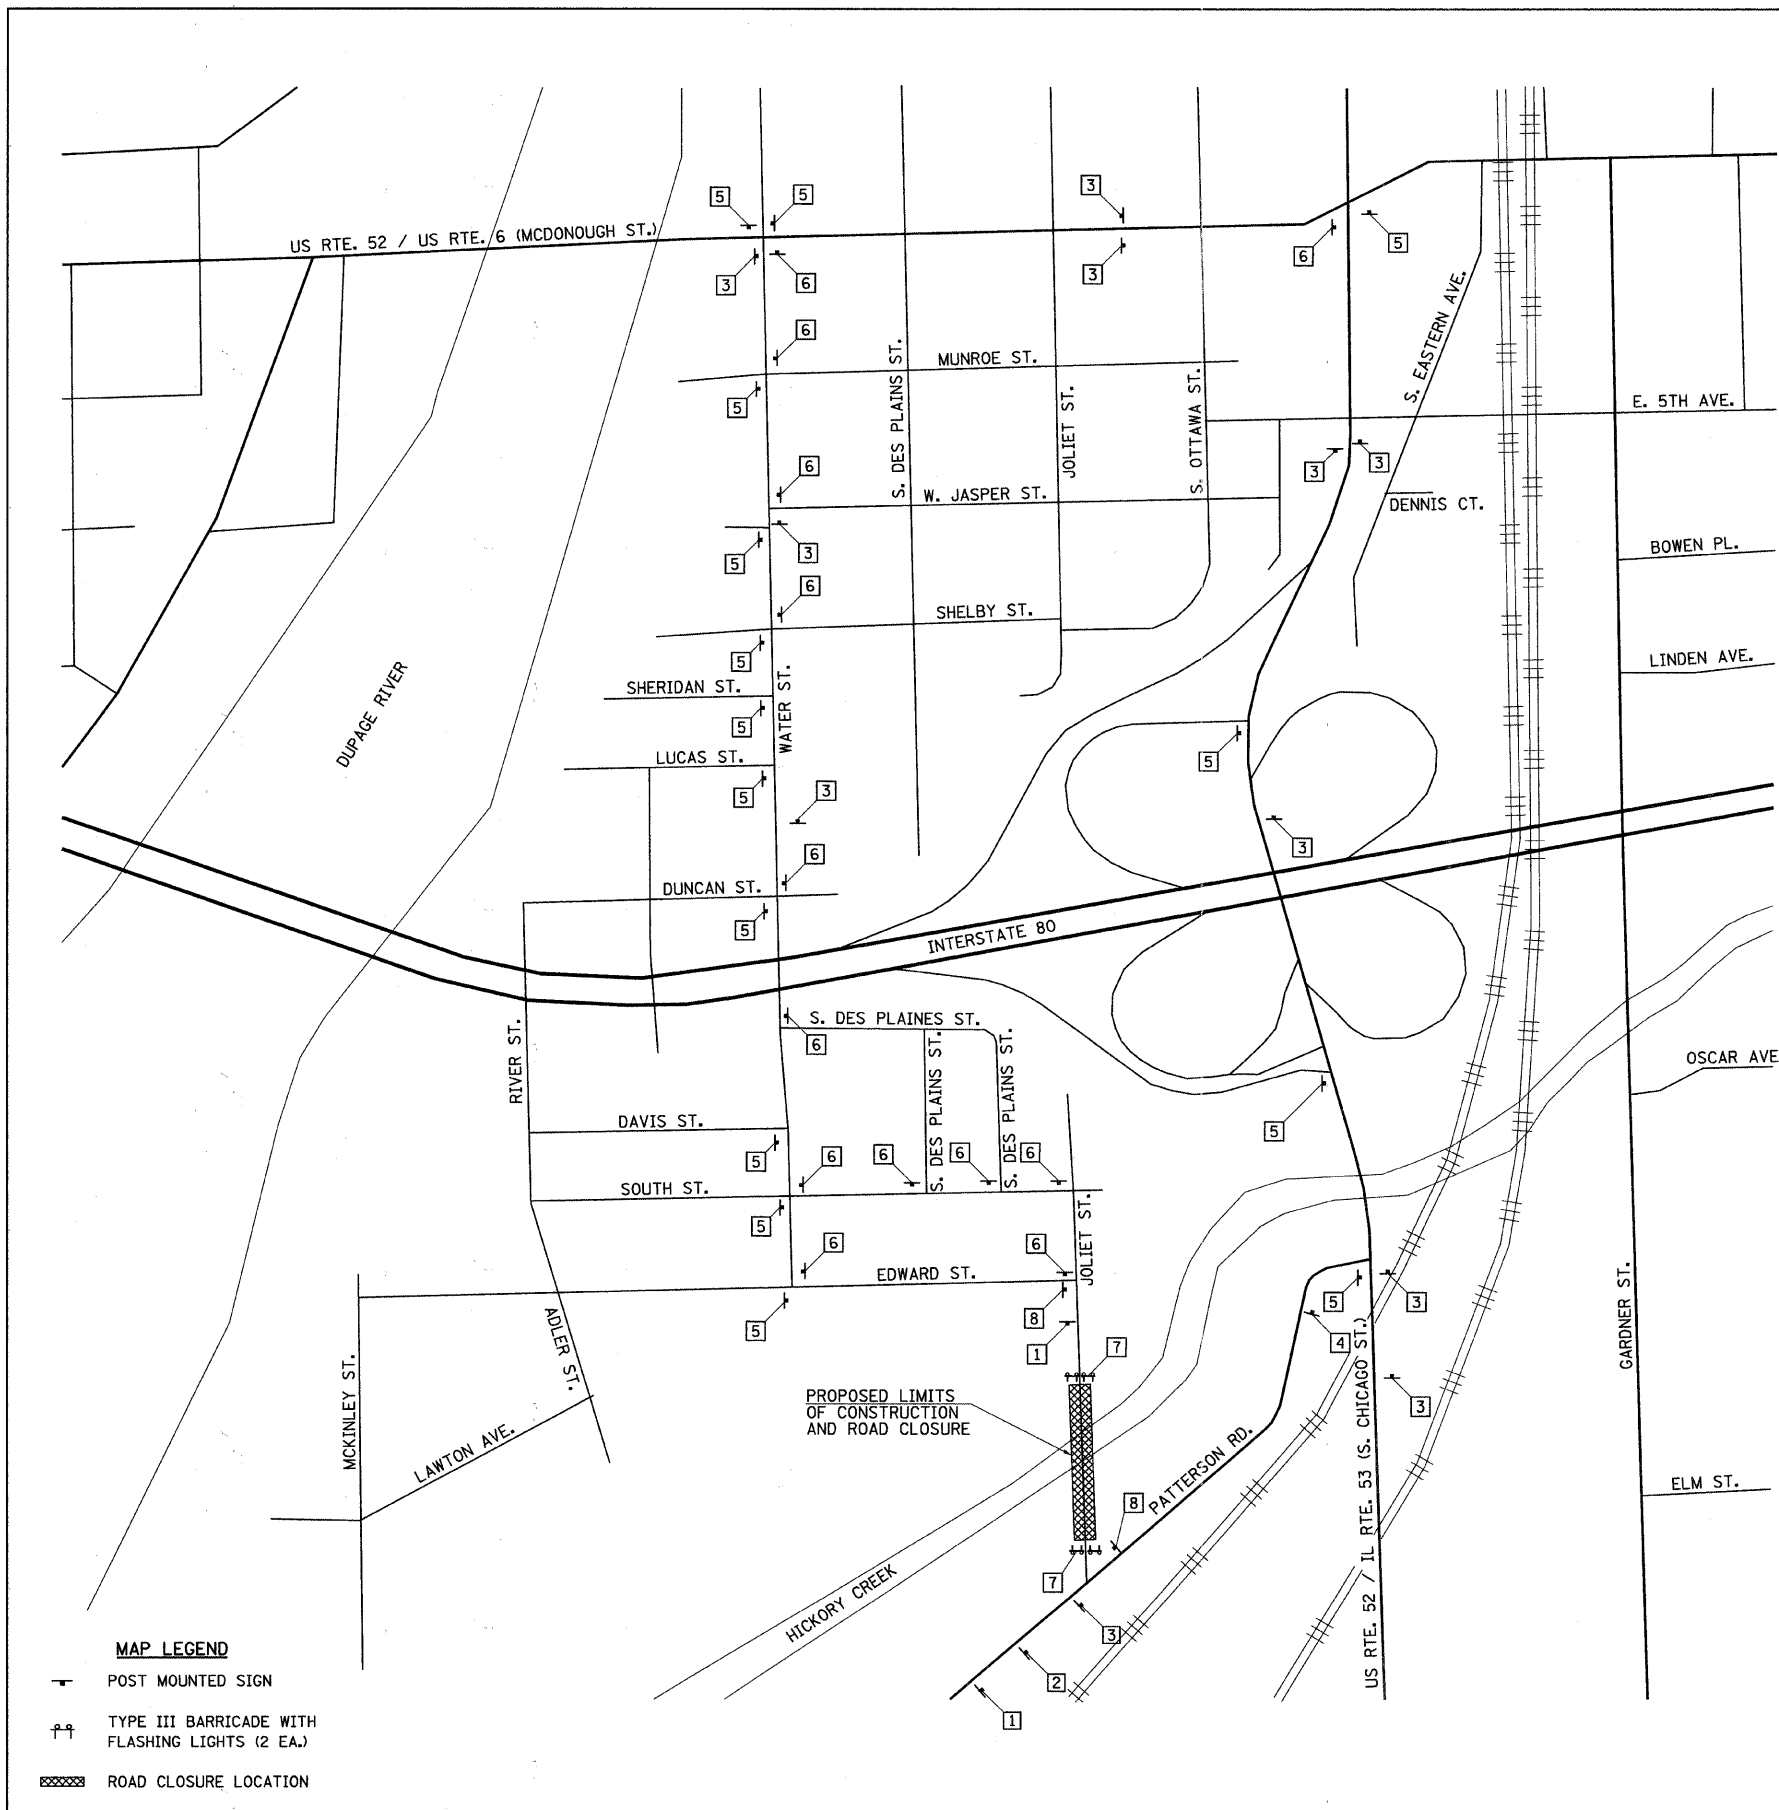 5
5
3
US RTE. 52 / US RTE. 6 (MCDONOUGH ST.)
3
6
3
6
5
6
MUNROE ST.
S. DES PLAINS ST.
JOLIET ST.
S. OTTAWA ST.
S. EASTERN AVE.
E. 5TH AVE.
5
6
3
3
W. JASPER ST.
DENNIS CT.
5
3
BOWEN PL.
6
SHELBY ST.
5
LINDEN AVE.
SHERIDAN ST.
WATER ST.
DUPAGE RIVER
5
LUCAS ST.
5
5
3
3
6
DUNCAN ST.
5
INTERSTATE 80
S. DES PLAINES ST.
6
RIVER ST.
S. DES PLAINS ST.
S. DES PLAINS ST.
OSCAR AVE
DAVIS ST.
5
5
6
6
6
6
SOUTH ST.
5
JOLIET ST.
6
6
EDWARD ST.
5
8
1
7
5
3
4
3
GARDNER ST.
ADLER ST.
MCKINLEY ST.
LAWTON AVE.
PROPOSED LIMITS
OF CONSTRUCTION
AND ROAD CLOSURE
PATTERSON RD.
8
US RTE. 52 / IL RTE. 53 (S. CHICAGO ST.)
ELM ST.
7
HICKORY CREEK
3
2
1
MAP LEGEND
POST MOUNTED SIGN
TYPE III BARRICADE WITH
FLASHING LIGHTS (2 EA.)
ROAD CLOSURE LOCATION